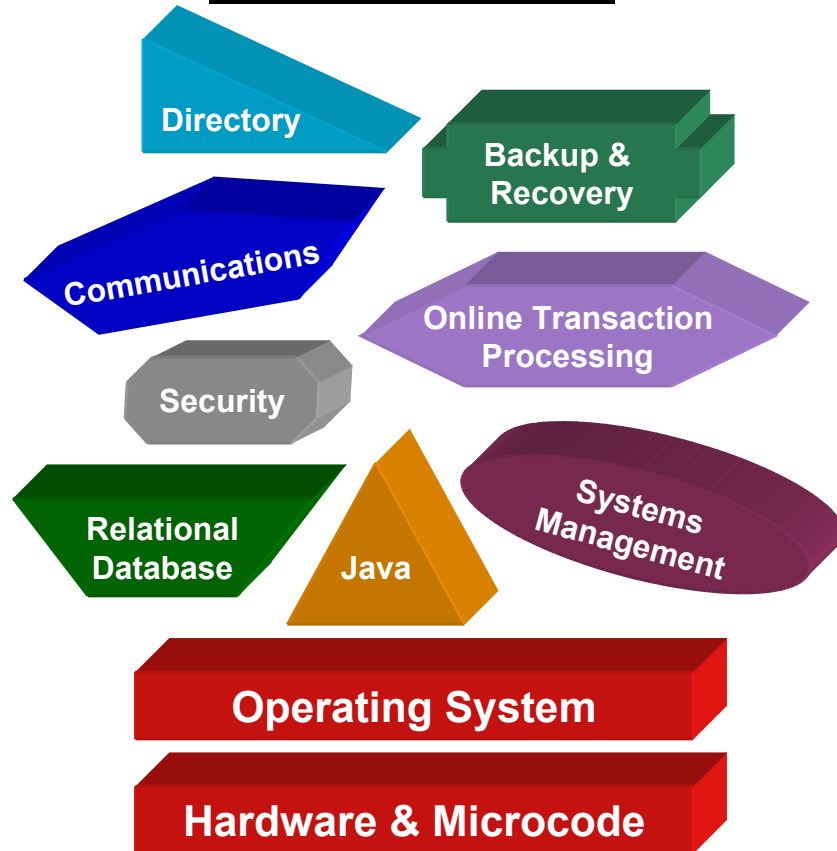 Directory
Backup &
Recovery
Communications
Online Transaction
Processing
Security
Systems
Management
Relational
Database
Java
Operating System
Hardware & Microcode